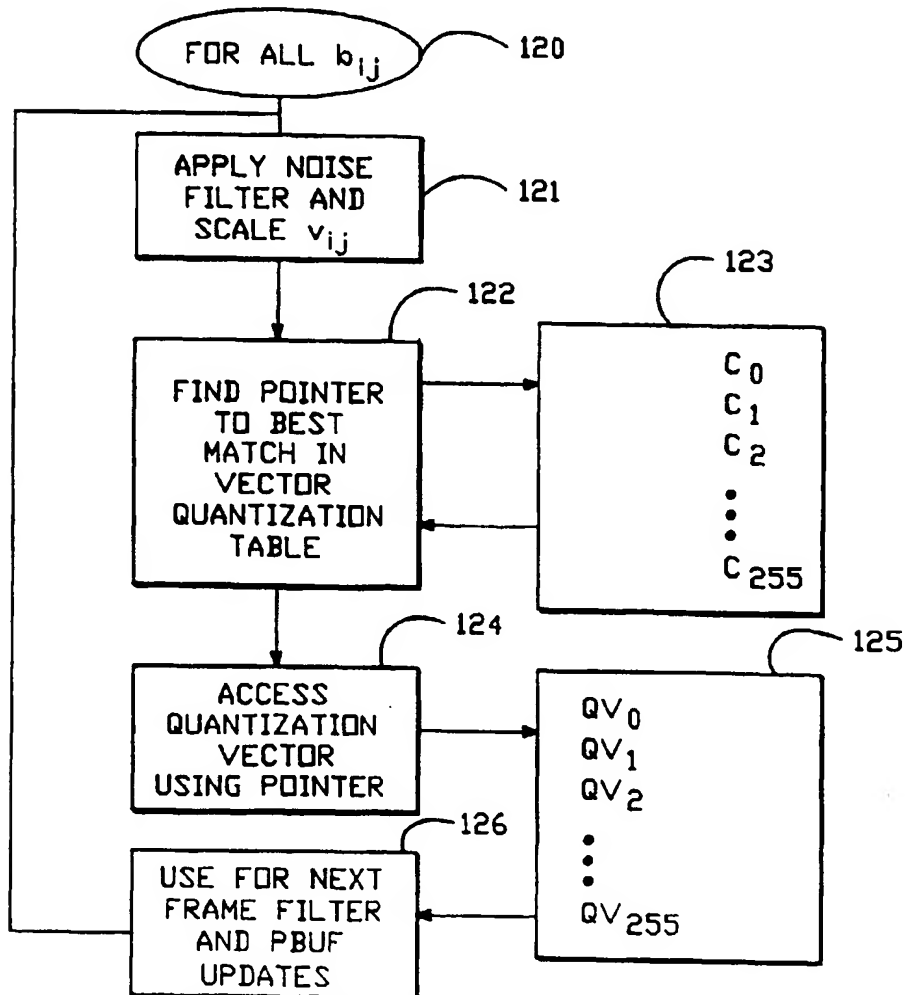 FOR ALL b_ij
120
APPLY NOISE
FILTER AND
SCALE v_ij
121
122
FIND POINTER
TO BEST
MATCH IN
VECTOR
QUANTIZATION
TABLE
123
C_0
C_1
C_2
C_255
124
ACCESS
QUANTIZATION
VECTOR
USING POINTER
125
QV_0
QV_1
QV_2
QV_255
126
USE FOR NEXT
FRAME FILTER
AND PBUF
UPDATES